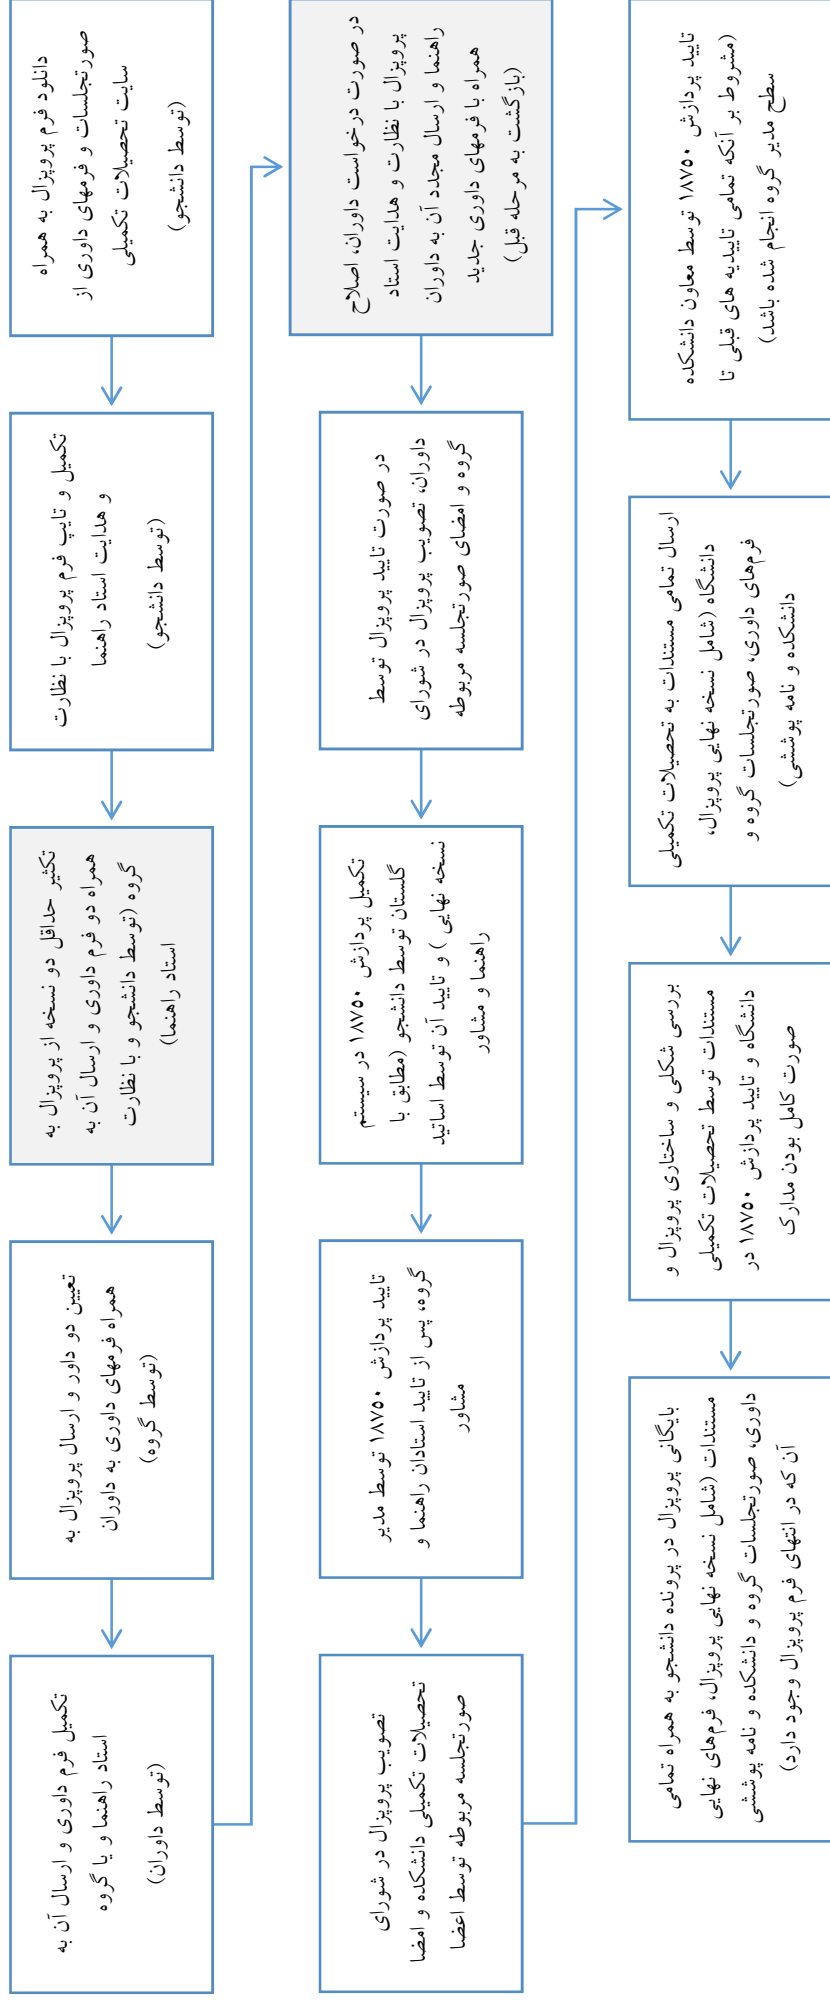 دانلود فرم پروپزال به همراه
صورتجلسات و فرمهای داوری از
سایت تحصیلات تکمیلی
(توسط دانشجو)
تکمیل و تایپ فرم پروپزال با نظارت
و هدایت استاد راهنما
(توسط دانشجو)
تکثیر حداقل دو نسخه از پروپزال به
همراه دو فرم داوری و ارسال آن به
گروه (توسط دانشجو و با نظارت
استاد راهنما)
تعیین دو داور و ارسال پروپزال به
همراه فرمهای داوری به داوران
(توسط گروه)
تکمیل فرم داوری و ارسال آن به
استاد راهنما و یا گروه
(توسط داوران)
در صورت درخواست داوران، اصلاح
پروپزال با نظارت و هدایت استاد
راهنما و ارسال مجدد آن به داوران
همراه با فرمهای داوری جدید
(بازگشت به مرحله قبل)
در صورت تایید پروپزال توسط
داوران، تصویب پروپزال در شورای
گروه و امضای صورتجلسه مربوطه
تکمیل پردازش ۱۸۷۵۰ در سیستم
گلستان توسط دانشجو (مطابق با
نسخه نهایی ) و تایید آن توسط اساتید
راهنما و مشاور
تایید پردازش ۱۸۷۵۰ توسط مدیر
گروه، پس از تایید استادان راهنما و
مشاور
تصویب پروپزال در شورای
تحصیلات تکمیلی دانشکده و امضا
صورتجلسه مربوطه توسط اعضا
تایید پردازش ۱۸۷۵۰ توسط معاون دانشکده
(مشروط بر آنکه تمامی تاییدیه های قبلی تا
سطح مدیر گروه انجام شده باشد)
ارسال تمامی مستندات به تحصیلات تکمیلی
دانشگاه (شامل نسخه نهایی پروپزال،
فرم‌های داوری، صورتجلسات گروه و
دانشکده و نامه پوششی)
بررسی شکلی و ساختاری پروپزال و
مستندات توسط تحصیلات تکمیلی
دانشگاه و تایید پردازش ۱۸۷۵۰ در
صورت کامل بودن مدارک
بایگانی پروپزال در پرونده دانشجو به همراه تمامی
مستندات (شامل نسخه نهایی پروپزال، فرم‌های نهایی
داوری، صورتجلسات گروه و دانشکده و نامه پوششی
آن که در انتهای فرم پروپزال وجود دارد)